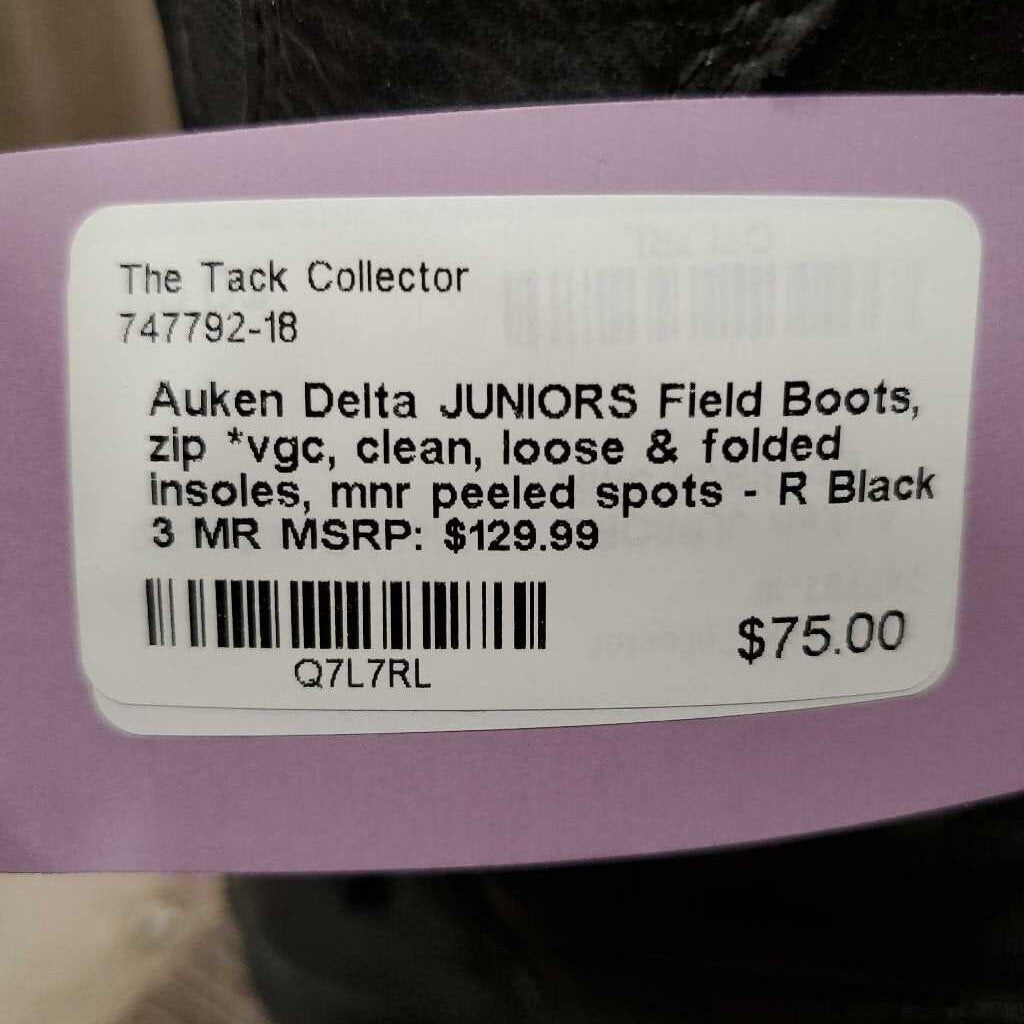 The Tack Collector
747792-18
Auken Delta JUNIORS Field Boots,
zip *vgc, clean, loose & folded
insoles, mnr peeled spots - R Black
3 MR MSRP: $129.99
Q7L7RL
$75.00